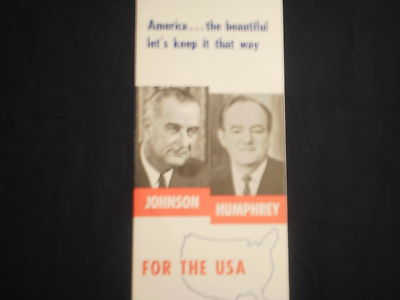 America...the beautiful
let's keep it that way
JOHNSON
HUMPHREY
FOR THE USA